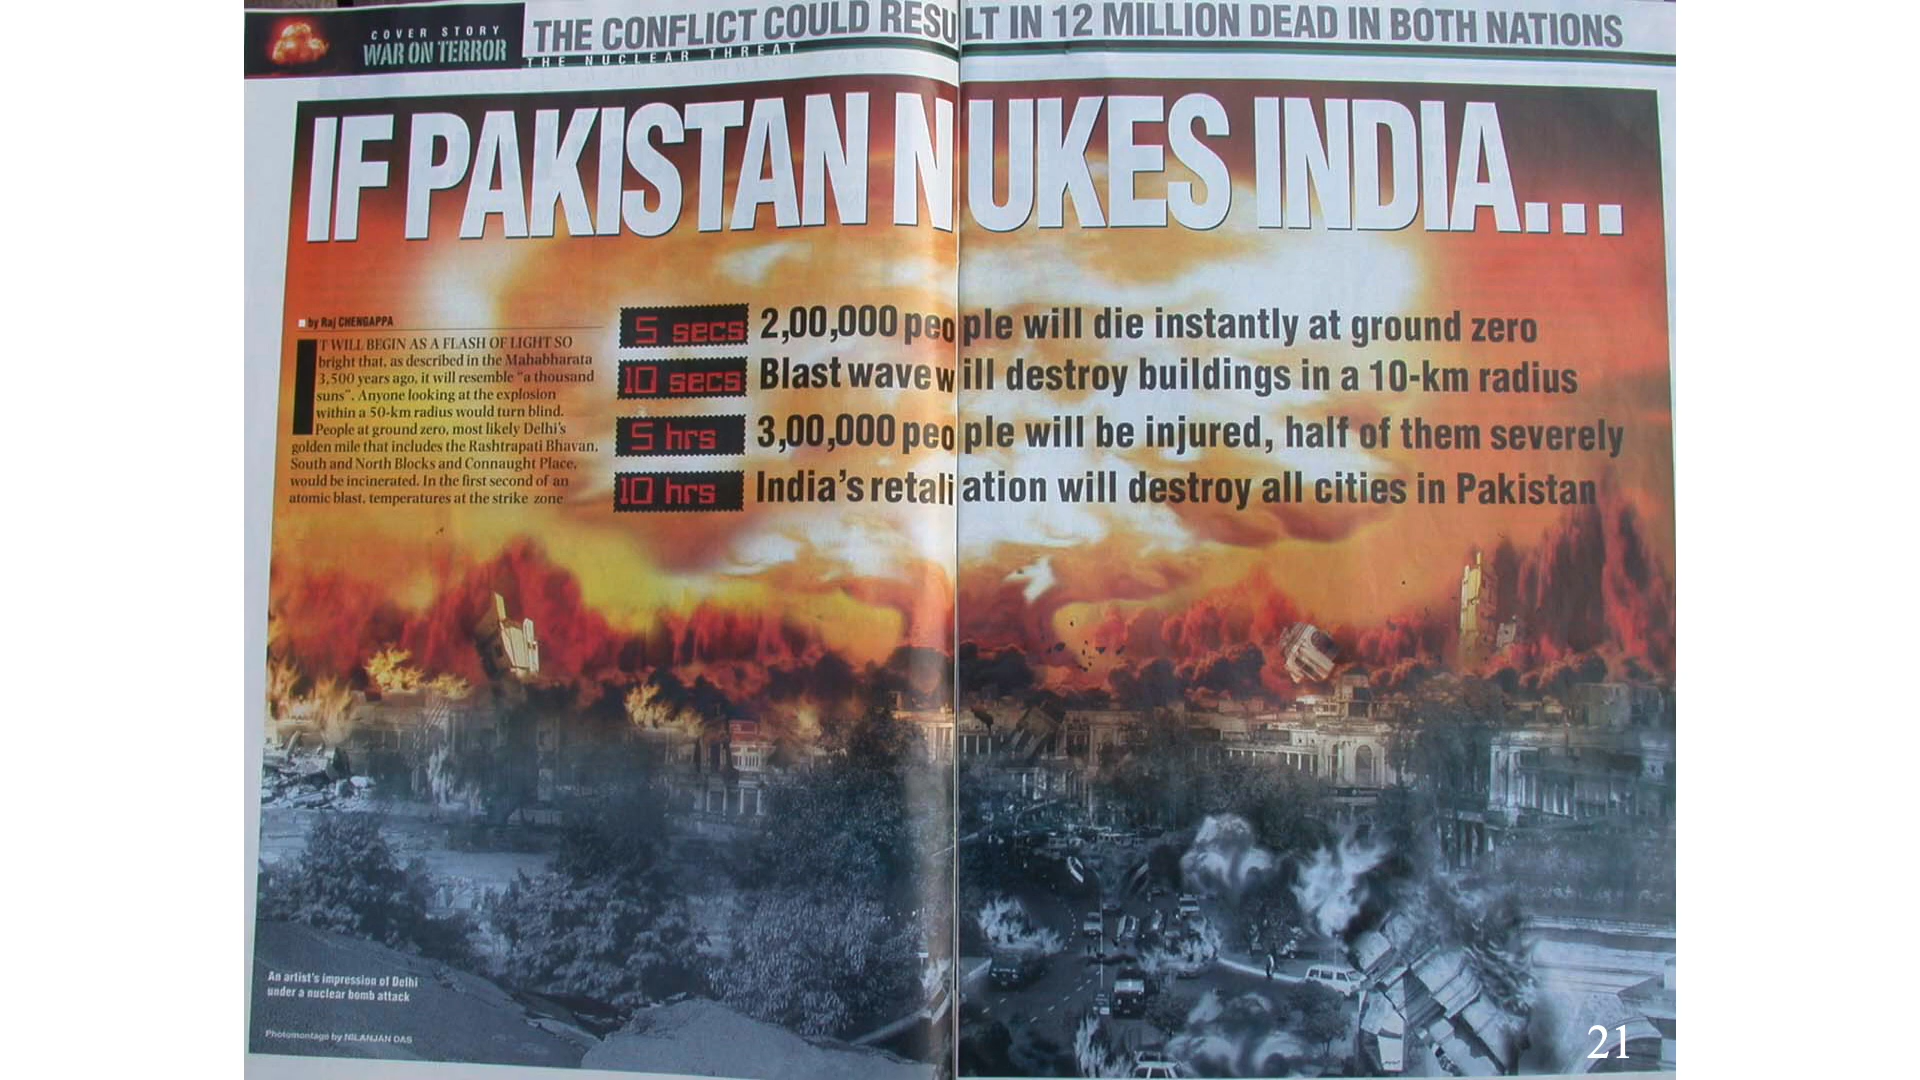 COVER STORY
WAR ON TERROR
THE CONFLICT COULD RESULT IN 12 MILLION DEAD IN BOTH NATIONS
THE NUCLEAR THREAT
IF PAKISTAN NUKES INDIA...
by Raj CHENGAPPA
IT WILL BEGIN AS A FLASH OF LIGHT SO
bright that, as described in the Mahabharata
3,500 years ago, it will resemble "a thousand
suns". Anyone looking at the explosion
within a 50-km radius would turn blind.
People at ground zero, most likely Delhi's
golden mile that includes the Rashtrapati Bhavan,
South and North Blocks and Connaught Place,
would be incinerated. In the first second of an
atomic blast, temperatures at the strike zone
5 secs 2,00,000 people will die instantly at ground zero
10 secs Blast wave will destroy buildings in a 10-km radius
5 hrs 3,00,000 people will be injured, half of them severely
10 hrs India's retaliation will destroy all cities in Pakistan
An artist's impression of Delhi
under a nuclear bomb attack
Photomontage by NILANJAN DAS
21